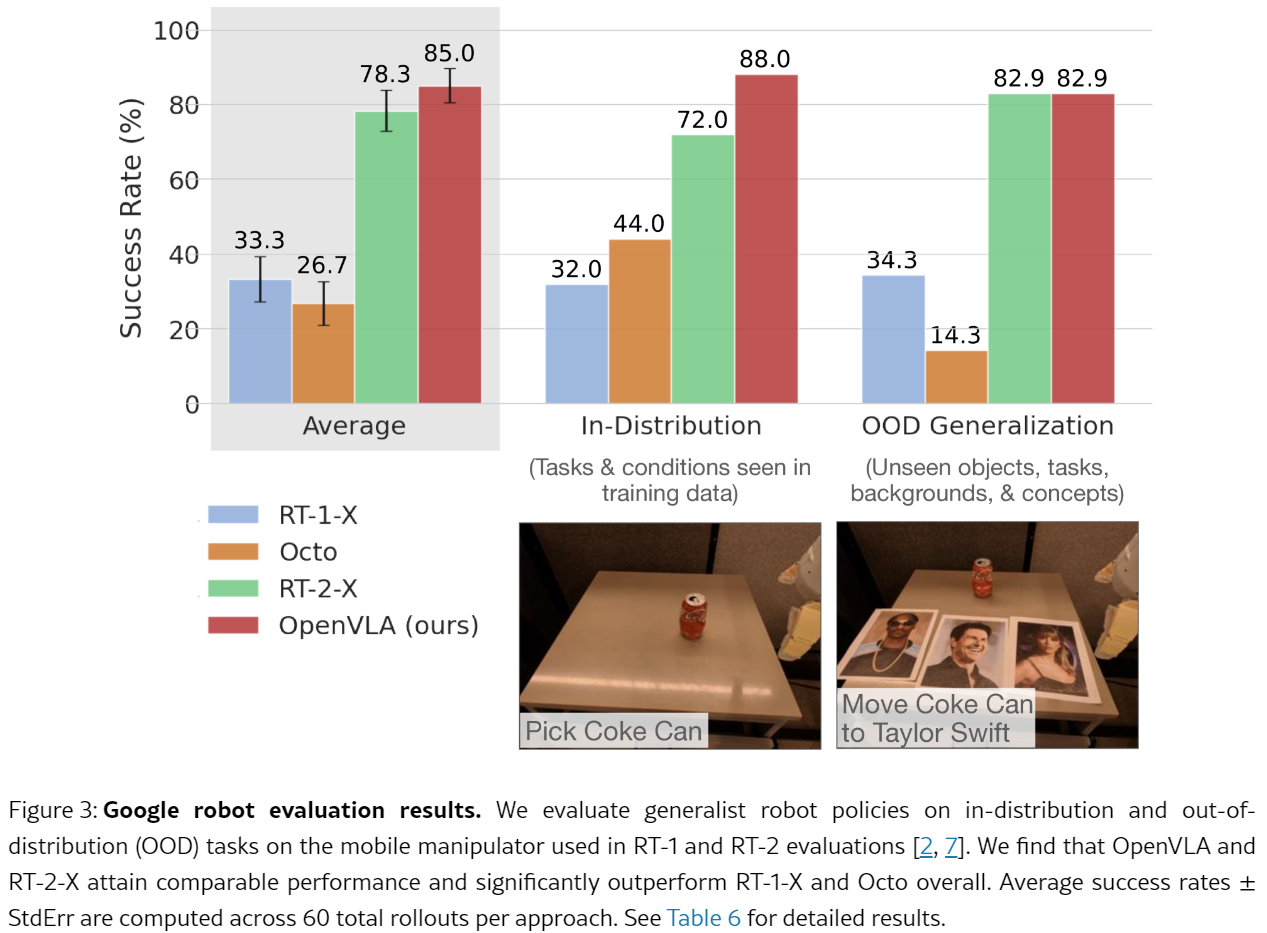 100
80
60
40
20
0
Success Rate (%)
33.3
26.7
78.3
85.0
32.0
44.0
72.0
88.0
34.3
14.3
82.9
82.9
Average
In-Distribution
OOD Generalization
(Tasks & conditions seen in
training data)
(Unseen objects, tasks,
backgrounds, & concepts)
RT-1-X
Octo
RT-2-X
OpenVLA (ours)
Pick Coke Can
Move Coke Can
to Taylor Swift
Figure 3: Google robot evaluation results. We evaluate generalist robot policies on in-distribution and out-of-
distribution (OOD) tasks on the mobile manipulator used in RT-1 and RT-2 evaluations [2, 7]. We find that OpenVLA and
RT-2-X attain comparable performance and significantly outperform RT-1-X and Octo overall. Average success rates ±
StdErr are computed across 60 total rollouts per approach. See Table 6 for detailed results.